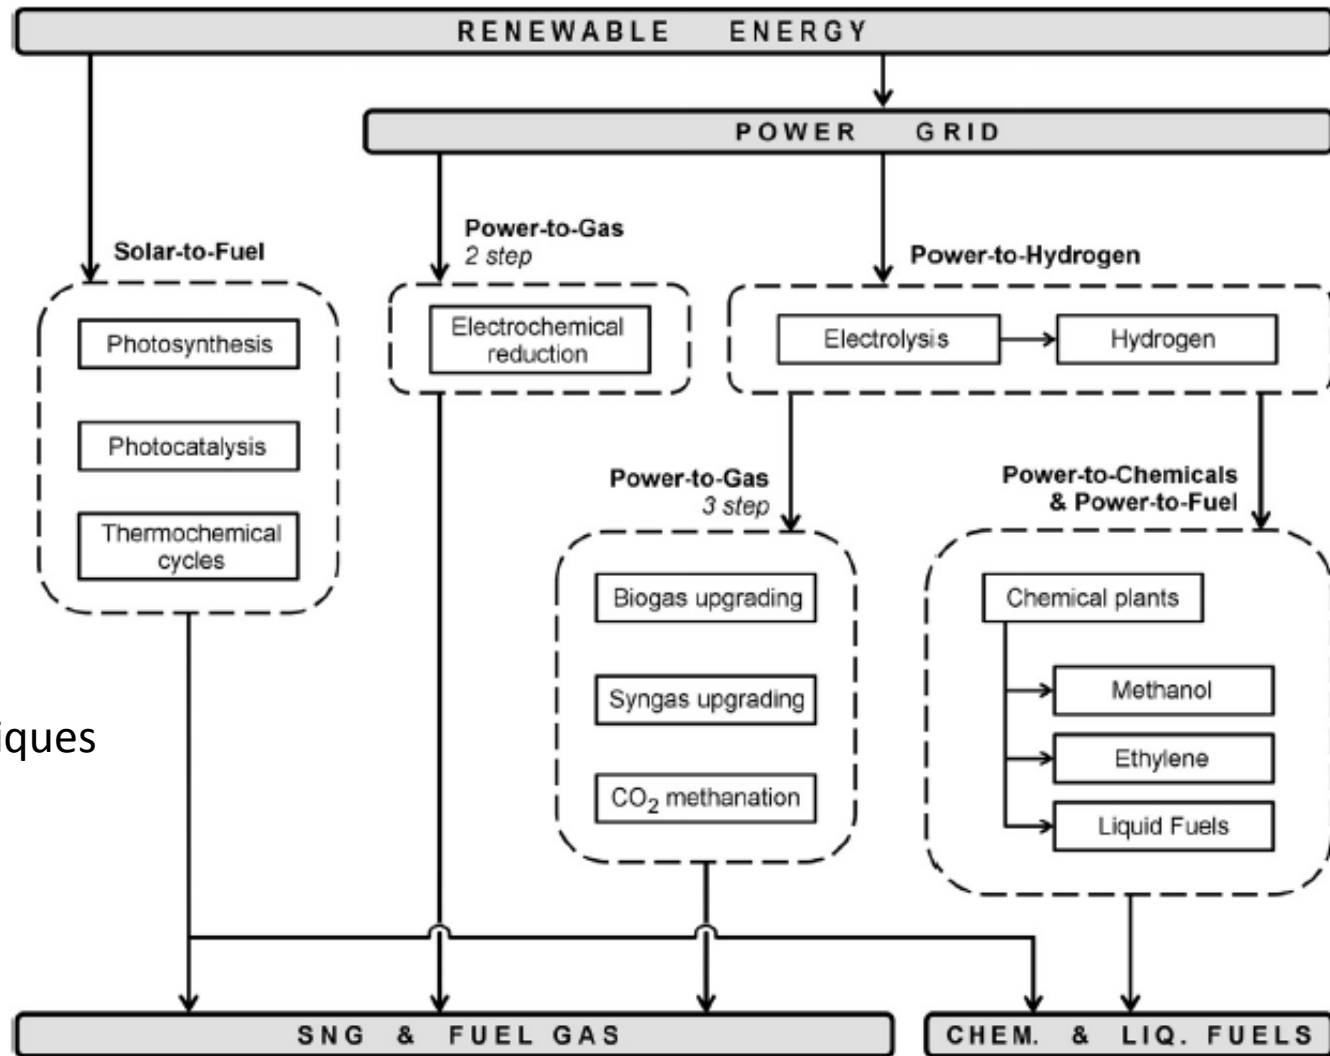 RENEWABLE ENERGY
POWER GRID
Solar-to-Fuel
Power-to-Gas
2 step
Power-to-Hydrogen
Photosynthesis
Photocatalysis
Thermochemical
cycles
Electrochemical
reduction
Electrolysis
Hydrogen
Power-to-Gas
3 step
Power-to-Chemicals
& Power-to-Fuel
Biogas upgrading
Syngas upgrading
CO₂ methanation
Chemical plants
Methanol
Ethylene
Liquid Fuels
iques
SNG & FUEL GAS
CHEM. & LIQ. FUELS